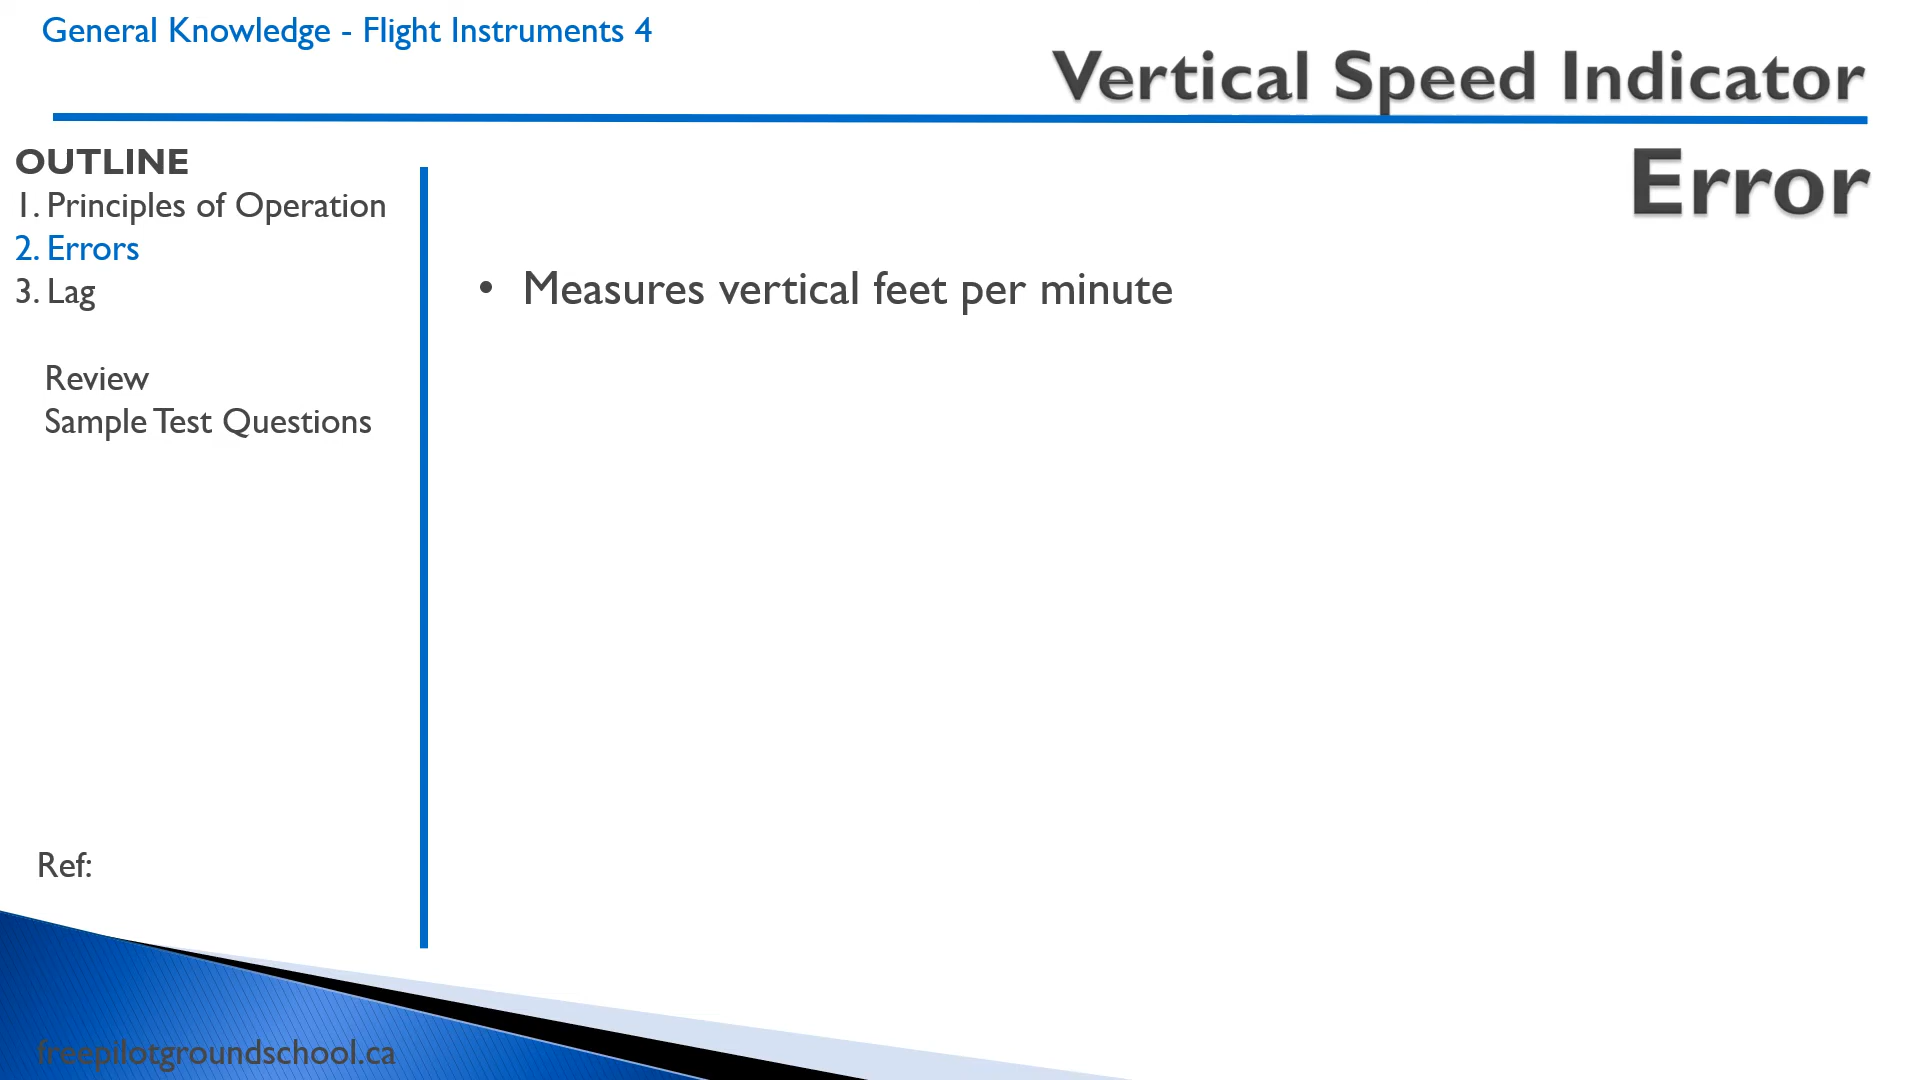 General Knowledge - Flight Instruments 4
Vertical Speed Indicator
Error
OUTLINE
1. Principles of Operation
2. Errors
3. Lag
Review
Sample Test Questions
Ref:
• Measures vertical feet per minute
freepilotgroundschool.ca